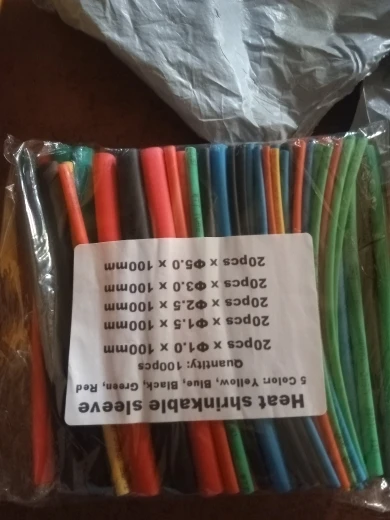 Heat shrinkable sleeve
5 Color: Yellow, Blue, Black, Green, Red
Quantity: 100pcs
20pcs x Φ1.0 x 100mm
20pcs x Φ1.5 x 100mm
20pcs x Φ2.5 x 100mm
20pcs x Φ3.0 x 100mm
20pcs x Φ5.0 x 100mm